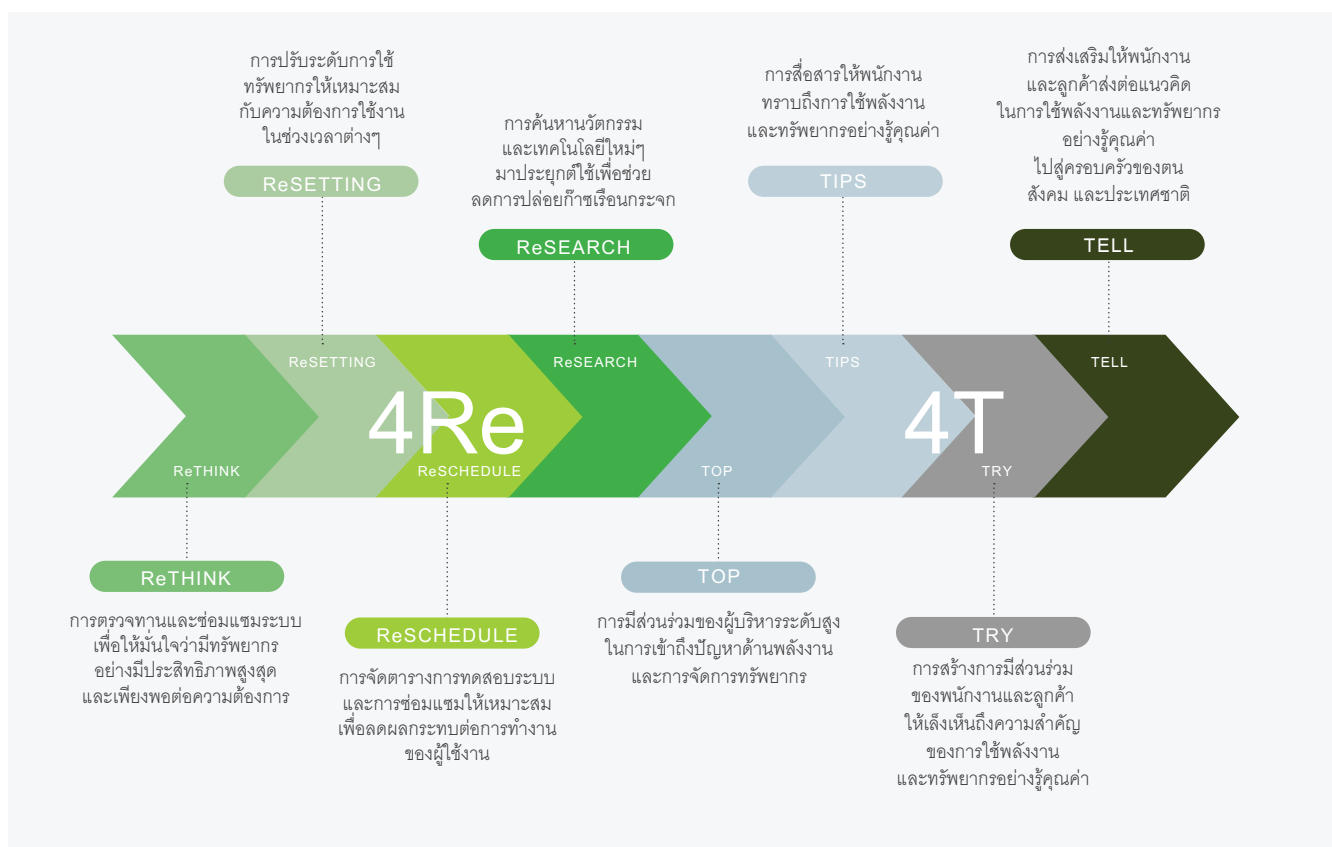 การปรับระดับการใช้
ทรัพยากรให้เหมาะสม
กับความต้องการใช้งาน
ในช่วงเวลาต่างๆ
ReSETTING
การค้นหานวัตกรรม
และเทคโนโลยีใหม่ๆ
มาประยุกต์ใช้เพื่อช่วย
ลดการปล่อยก๊าซเรือนกระจก
ReSEARCH
การสื่อสารให้พนักงาน
ทราบถึงการใช้พลังงาน
และทรัพยากรอย่างรู้คุณค่า
TIPS
การส่งเสริมให้พนักงาน
และลูกค้าส่งต่อแนวคิด
ในการใช้พลังงานและทรัพยากร
อย่างรู้คุณค่า
ไปสู่ครอบครัวของตน
สังคม และประเทศชาติ
TELL
ReSETTING
ReSEARCH
TIPS
TELL
4Re
4T
ReTHINK
ReSCHEDULE
TOP
TRY
ReTHINK
การตรวจทานและซ่อมแซมระบบ
เพื่อให้มั่นใจว่ามีทรัพยากร
อย่างมีประสิทธิภาพสูงสุด
และเพียงพอต่อความต้องการ
ReSCHEDULE
การจัดตารางการทดสอบระบบ
และการซ่อมแซมให้เหมาะสม
เพื่อลดผลกระทบต่อการทำงาน
ของผู้ใช้งาน
TOP
การมีส่วนร่วมของผู้บริหารระดับสูง
ในการเข้าถึงปัญหาด้านพลังงาน
และการจัดการทรัพยากร
TRY
การสร้างการมีส่วนร่วม
ของพนักงานและลูกค้า
ให้เล็งเห็นถึงความสำคัญ
ของการใช้พลังงาน
และทรัพยากรอย่างรู้คุณค่า